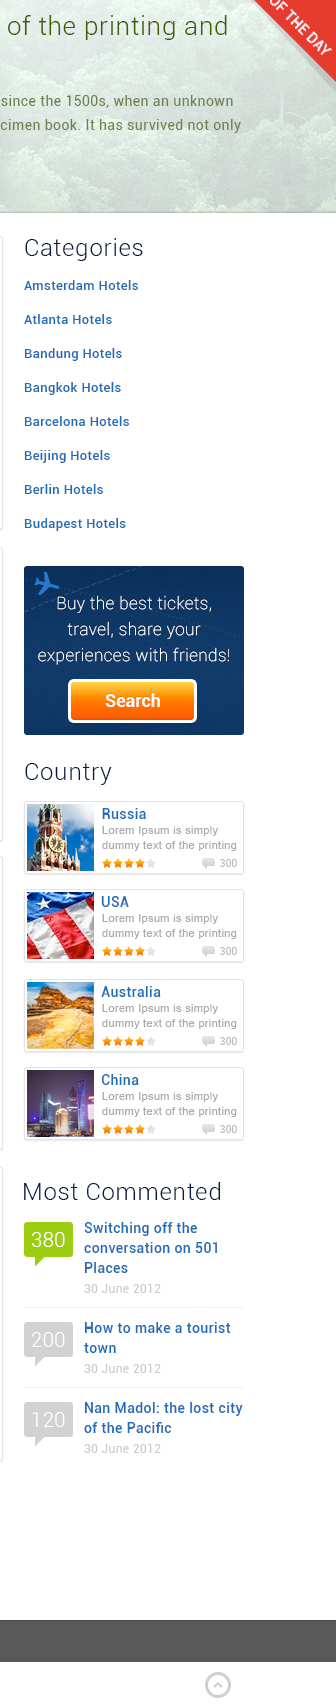 of the printing and
OF THE DAY
since the 1500s, when an unknown
cimen book. It has survived not only
Categories
Amsterdam Hotels
Atlanta Hotels
Bandung Hotels
Bangkok Hotels
Barcelona Hotels
Beijing Hotels
Berlin Hotels
Budapest Hotels
Buy the best tickets,
travel, share your
experiences with friends!
Search
Country
Russia
Lorem Ipsum is simply
dummy text of the printing
300
USA
Lorem Ipsum is simply
dummy text of the printing
300
Australia
Lorem Ipsum is simply
dummy text of the printing
300
China
Lorem Ipsum is simply
dummy text of the printing
300
Most Commented
380
Switching off the
conversation on 501
Places
30 June 2012
200
How to make a tourist
town
30 June 2012
120
Nan Madol: the lost city
of the Pacific
30 June 2012